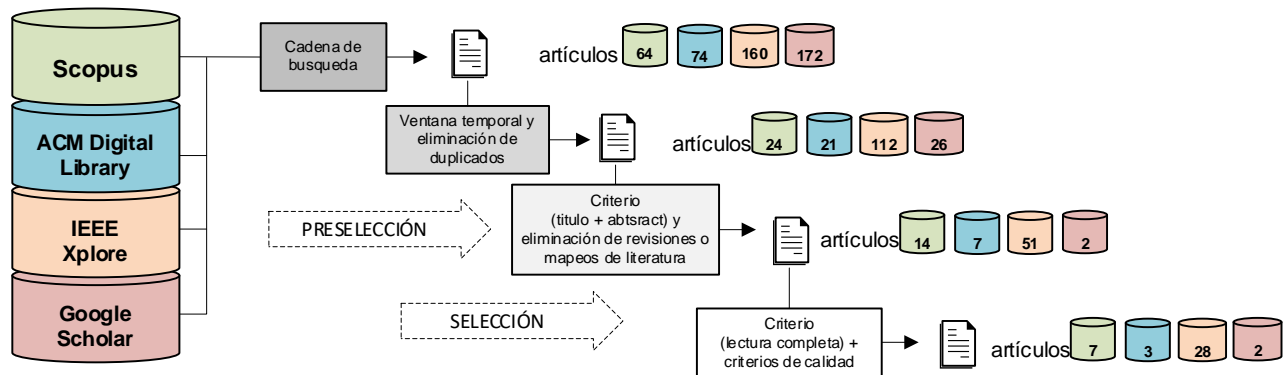 Scopus
ACM Digital
Library
IEEE
Xplore
Google
Scholar
Cadena de
busqueda
artículos 64 74 160 172
Ventana temporal y
eliminación de
duplicados
artículos 24 21 112 26
PRESELECCIÓN
Criterio
(titulo + abtsract) y
eliminación de revisiones o
mapeos de literatura
artículos 14 7 51 2
SELECCIÓN
Criterio
(lectura completa) +
criterios de calidad
artículos 7 3 28 2